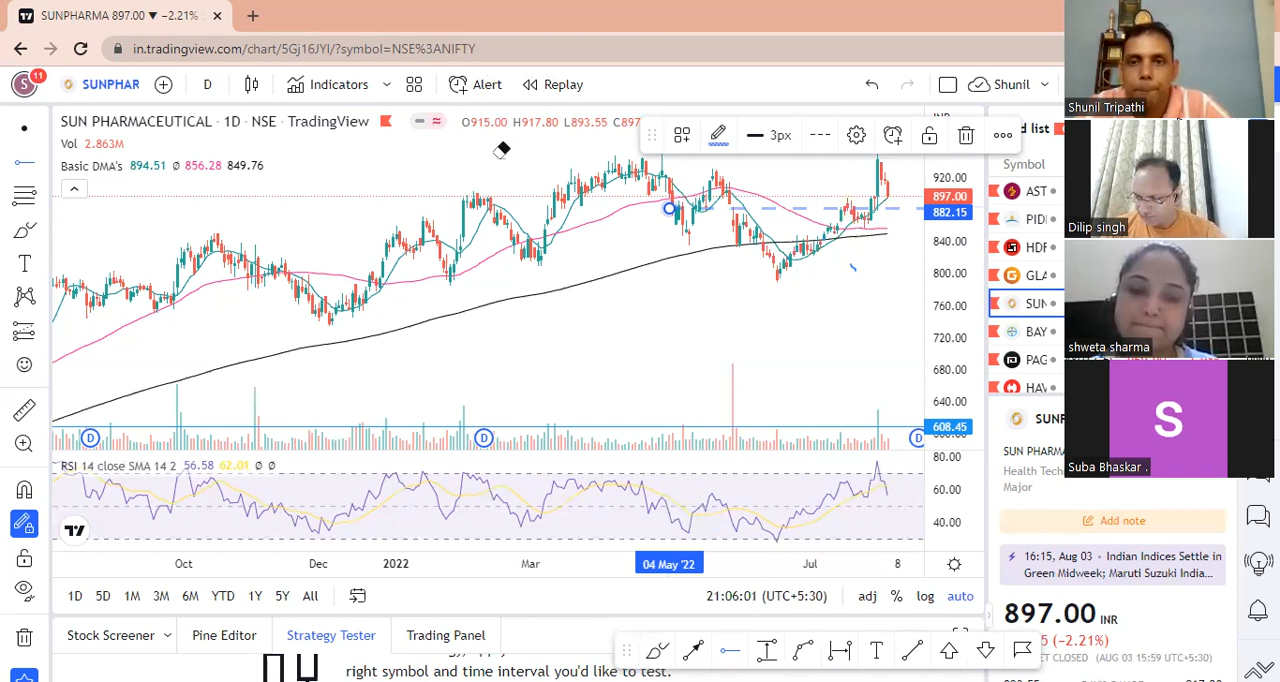 SUNPHARMA 897.00 ▼ −2.21%
in.tradingview.com/chart/5Gj16JYl/?symbol=NSE%3ANIFTY
S 11 SUNPHAR D Indicators Alert Replay Shunil
SUN PHARMACEUTICAL · 1D · NSE · TradingView O915.00 H917.80 L893.55 C897
3px
Vol 2.863M
Basic DMA's 894.51 Ø 856.28 849.76
920.00
897.00
882.15
840.00
800.00
760.00
720.00
680.00
640.00
608.45
D D D
RSI 14 close SMA 14 2 56.58 62.01 Ø Ø
80.00
60.00
40.00
Oct Dec 2022 Mar 04 May '22 Jul 8
1D 5D 1M 3M 6M YTD 1Y 5Y All 21:06:01 (UTC+5:30) adj % log auto
Stock Screener Pine Editor Strategy Tester Trading Panel
right symbol and time interval you'd like to test.
d list
Symbol
AST
PIDI
HDF
GLA
SUN
BAY
PAG
HAV
SUNP
SUN PHARMA
Health Tech
Major
Add note
16:15, Aug 03 · Indian Indices Settle in
Green Midweek; Maruti Suzuki India...
897.00 INR
5 (−2.21%)
ET CLOSED (AUG 03 15:59 UTC+5:30)
Shunil Tripathi
Dilip singh
shweta sharma
S
Suba Bhaskar .